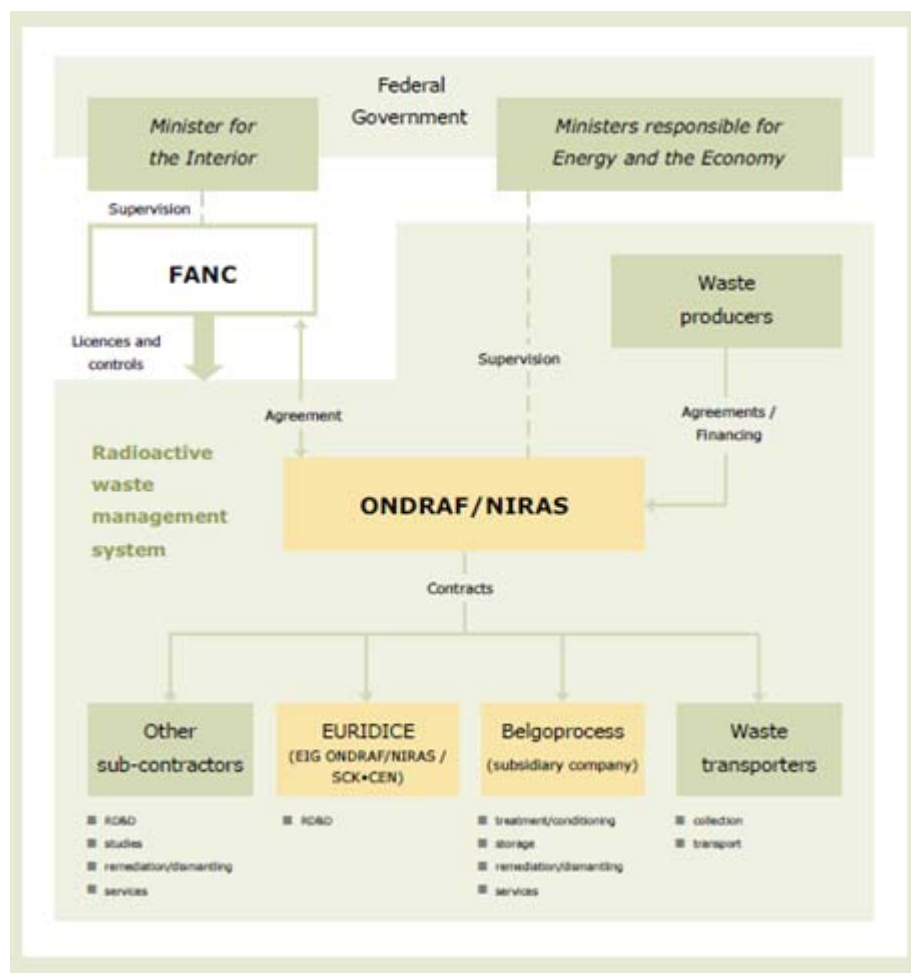 Federal
Government
Minister for
the Interior
Ministers responsible for
Energy and the Economy
Supervision
FANC
Waste
producers
Licences and
controls
Supervision
Agreement
Agreements /
Financing
Radioactive
waste
management
system
ONDRAF/NIRAS
Contracts
Other
sub-contractors
EURIDICE
(EIG ONDRAF/NIRAS /
SCK•CEN)
Belgoprocess
(subsidiary company)
Waste
transporters
RD&D
studies
remediation/dismantling
services
RD&D
treatment/conditioning
storage
remediation/dismantling
services
collection
transport